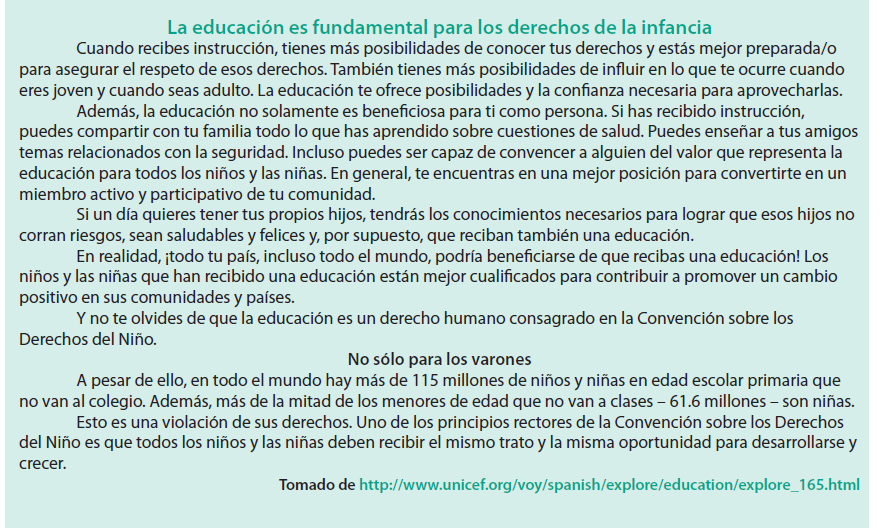 La educación es fundamental para los derechos de la infancia
Cuando recibes instrucción, tienes más posibilidades de conocer tus derechos y estás mejor preparada/o
para asegurar el respeto de esos derechos. También tienes más posibilidades de influir en lo que te ocurre cuando
eres joven y cuando seas adulto. La educación te ofrece posibilidades y la confianza necesaria para aprovecharlas.
Además, la educación no solamente es beneficiosa para ti como persona. Si has recibido instrucción,
puedes compartir con tu familia todo lo que has aprendido sobre cuestiones de salud. Puedes enseñar a tus amigos
temas relacionados con la seguridad. Incluso puedes ser capaz de convencer a alguien del valor que representa la
educación para todos los niños y las niñas. En general, te encuentras en una mejor posición para convertirte en un
miembro activo y participativo de tu comunidad.
Si un día quieres tener tus propios hijos, tendrás los conocimientos necesarios para lograr que esos hijos no
corran riesgos, sean saludables y felices y, por supuesto, que reciban también una educación.
En realidad, ¡todo tu país, incluso todo el mundo, podría beneficiarse de que recibas una educación! Los
niños y las niñas que han recibido una educación están mejor cualificados para contribuir a promover un cambio
positivo en sus comunidades y países.
Y no te olvides de que la educación es un derecho humano consagrado en la Convención sobre los
Derechos del Niño.
No sólo para los varones
A pesar de ello, en todo el mundo hay más de 115 millones de niños y niñas en edad escolar primaria que
no van al colegio. Además, más de la mitad de los menores de edad que no van a clases – 61.6 millones – son niñas.
Esto es una violación de sus derechos. Uno de los principios rectores de la Convención sobre los Derechos
del Niño es que todos los niños y las niñas deben recibir el mismo trato y la misma oportunidad para desarrollarse y
crecer.
Tomado de http://www.unicef.org/voy/spanish/explore/education/explore_165.html